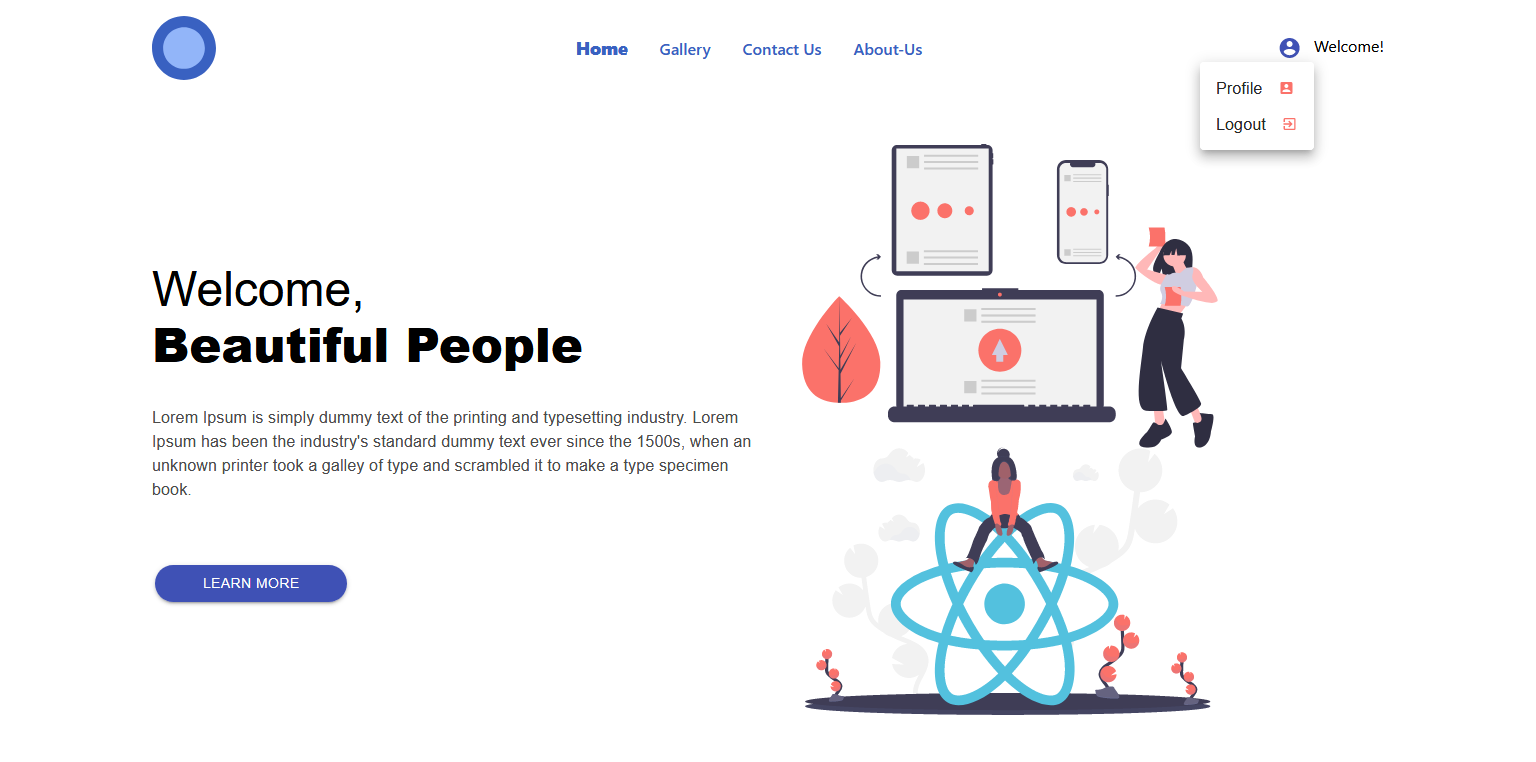 Home Gallery Contact Us About-Us Welcome!
Profile
Logout
Welcome,
Beautiful People
Lorem Ipsum is simply dummy text of the printing and typesetting industry. Lorem
Ipsum has been the industry's standard dummy text ever since the 1500s, when an
unknown printer took a galley of type and scrambled it to make a type specimen
book.
LEARN MORE